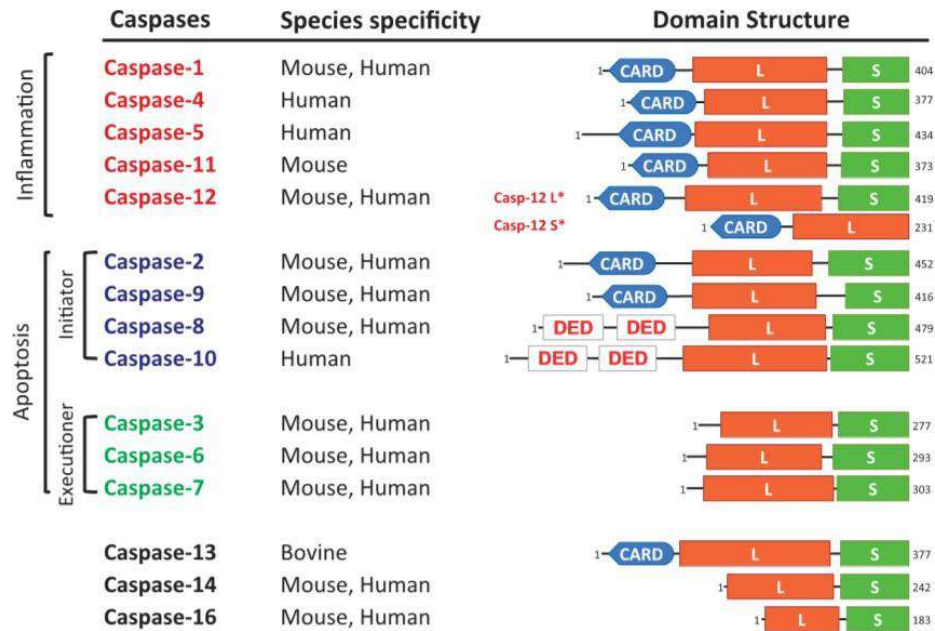 Caspases Species specificity Domain Structure
Inflammation
Caspase-1 Mouse, Human 1 CARD L S 404
Caspase-4 Human 1 CARD L S 377
Caspase-5 Human 1 CARD L S 434
Caspase-11 Mouse 1 CARD L S 373
Caspase-12 Mouse, Human Casp-12 L* 1 CARD L S 419
Casp-12 S* 1 CARD L 231
Apoptosis
Initiator
Caspase-2 Mouse, Human 1 CARD L S 452
Caspase-9 Mouse, Human 1 CARD L S 416
Caspase-8 Mouse, Human 1 DED DED L S 479
Caspase-10 Human 1 DED DED L S 521
Executioner
Caspase-3 Mouse, Human 1 L S 277
Caspase-6 Mouse, Human 1 L S 293
Caspase-7 Mouse, Human 1 L S 303
Caspase-13 Bovine 1 CARD L S 377
Caspase-14 Mouse, Human 1 L S 242
Caspase-16 Mouse, Human 1 L S 183